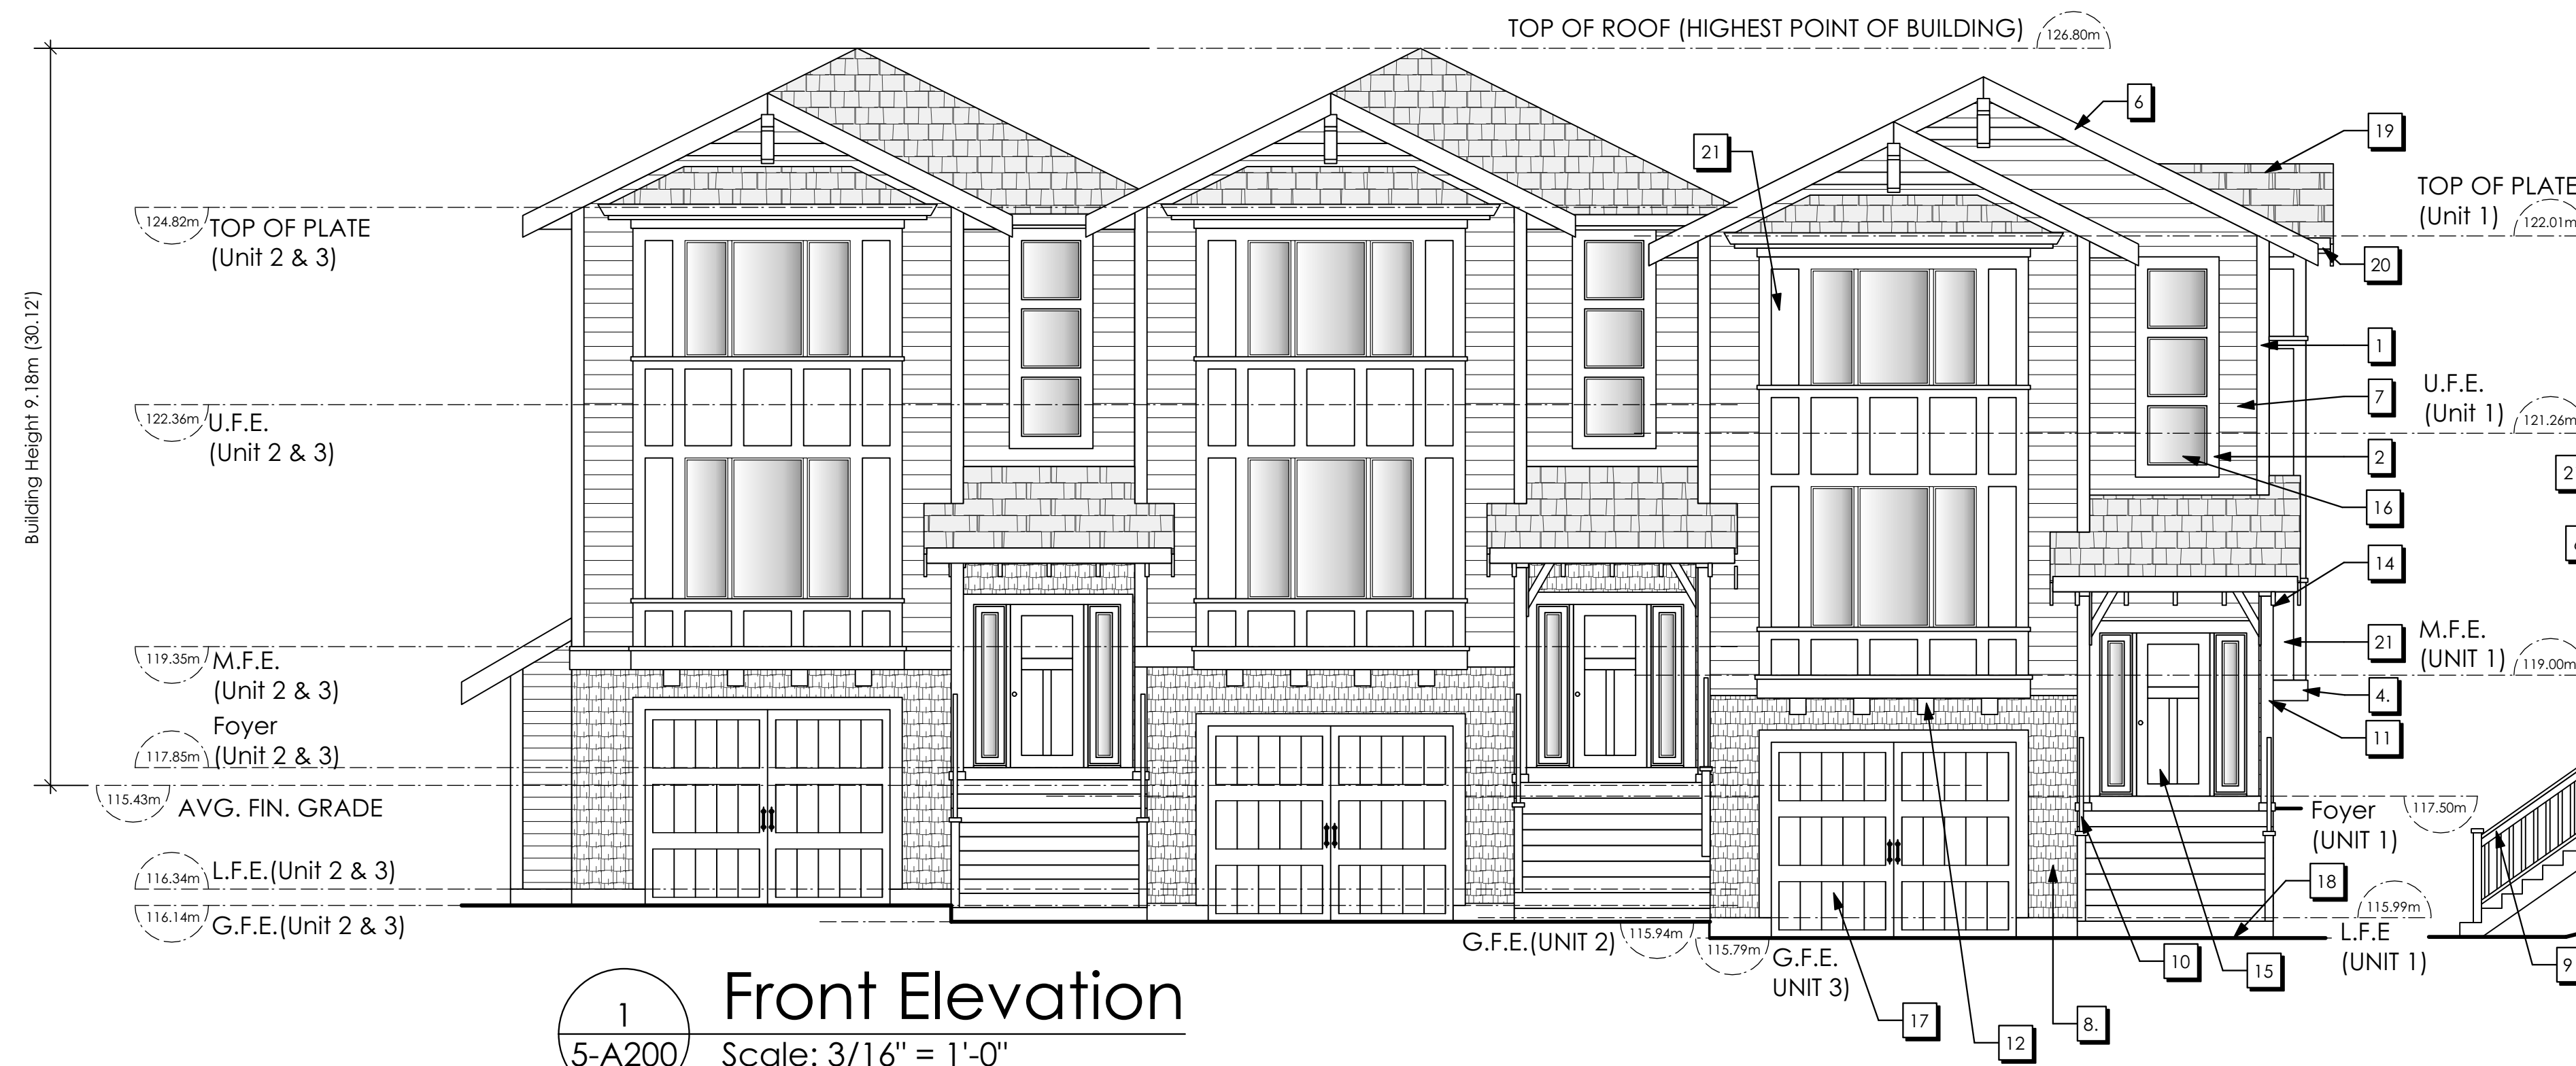 TOP OF ROOF (HIGHEST POINT OF BUILDING)
126.80m
6
19
21
TOP OF PLATE
(Unit 1)
122.01m
124.82m
TOP OF PLATE
(Unit 2 & 3)
20
Building Height 9.18m (30.12')
1
7
U.F.E.
(Unit 1)
121.26m
122.36m
U.F.E.
(Unit 2 & 3)
2
2
16
14
21
M.F.E.
(UNIT 1)
119.00m
119.35m
M.F.E.
(Unit 2 & 3)
4.
11
Foyer
(Unit 2 & 3)
117.85m
115.43m
AVG. FIN. GRADE
Foyer
(UNIT 1)
117.50m
116.34m
L.F.E.(Unit 2 & 3)
18
115.99m
L.F.E
(UNIT 1)
116.14m
G.F.E.(Unit 2 & 3)
G.F.E.(UNIT 2)
115.94m
115.79m
G.F.E.
UNIT 3)
10
15
9
17
12
8.
1
5-A200
Front Elevation
Scale: 3/16" = 1'-0"